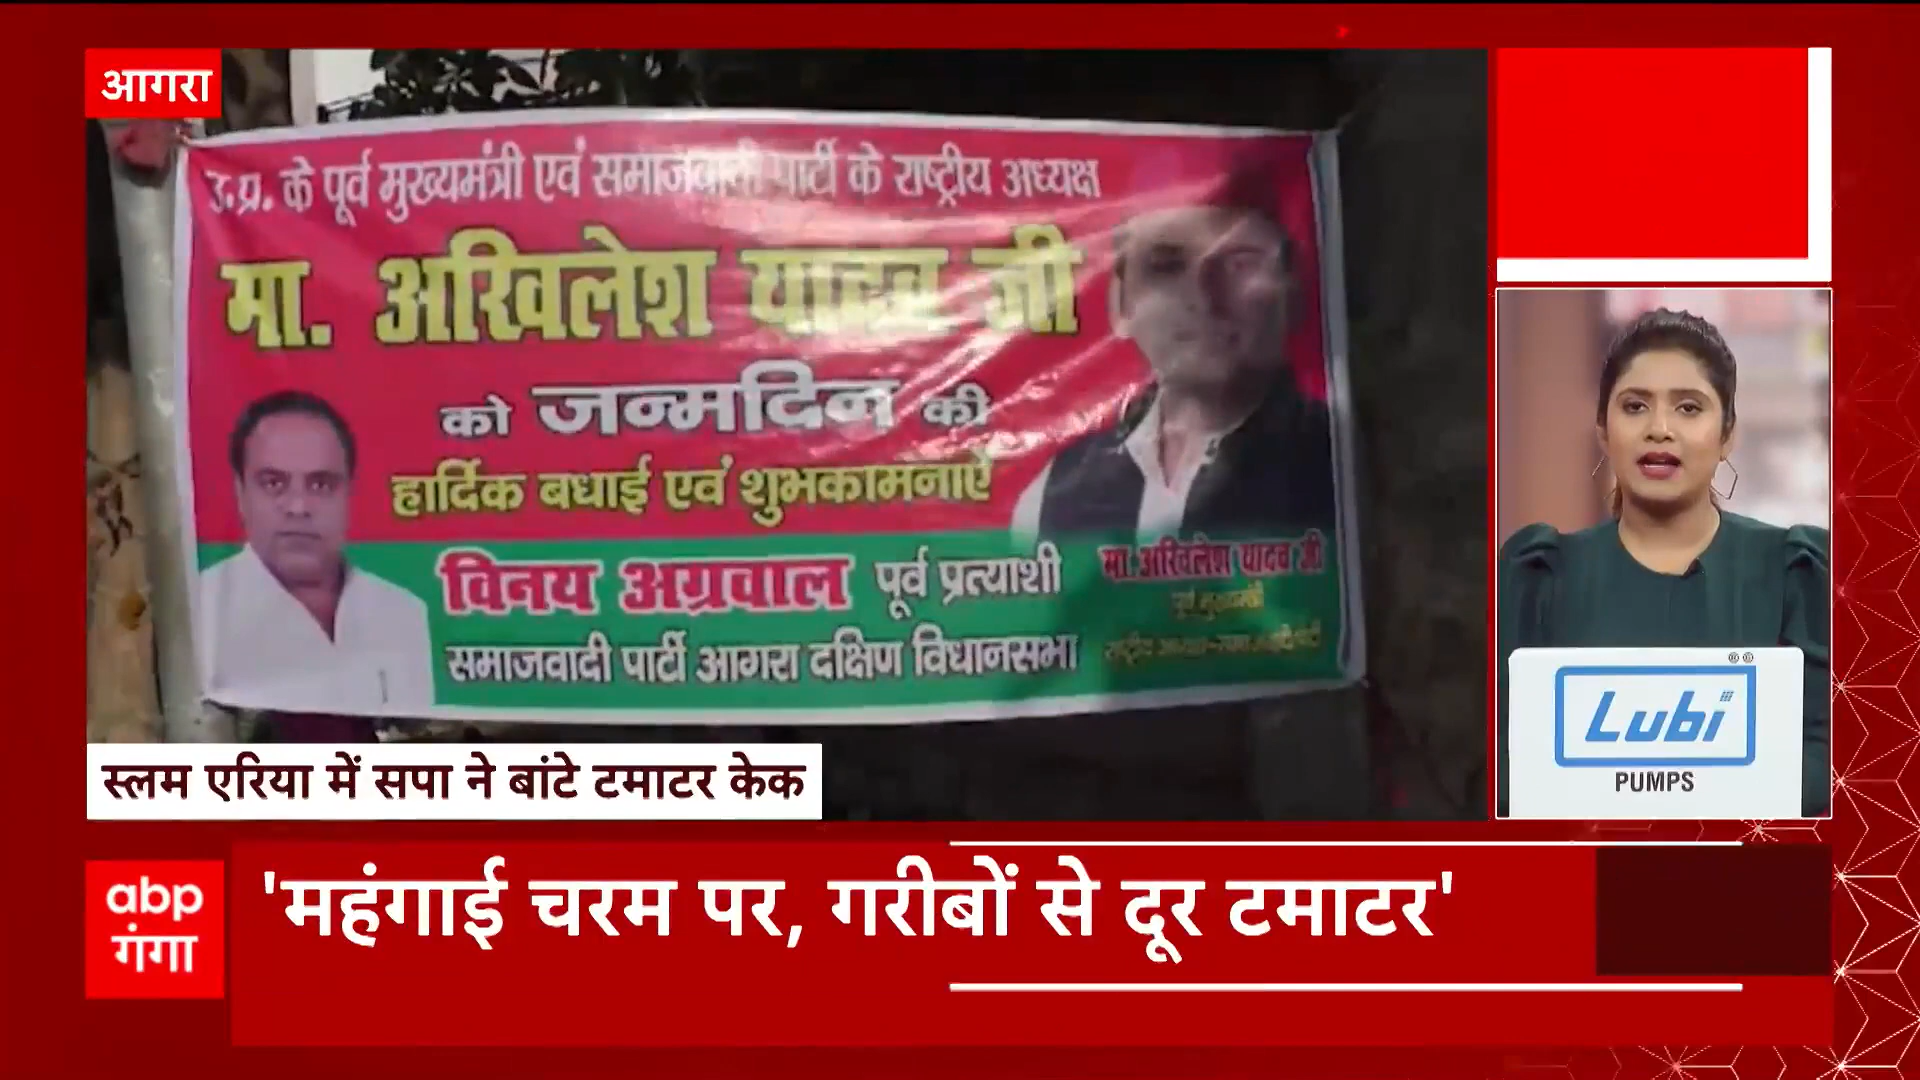 आगरा
उ.प्र. के पूर्व मुख्यमंत्री एवं समाजवादी पार्टी के राष्ट्रीय अध्यक्ष
मा. अखिलेश यादव जी
को जन्मदिन की
हार्दिक बधाई एवं शुभकामनाऐं
विनय अग्रवाल पूर्व प्रत्याशी
समाजवादी पार्टी आगरा दक्षिण विधानसभा
मा. अखिलेश यादव जी
पूर्व मुख्यमंत्री
स्लम एरिया में सपा ने बांटे टमाटर केक
Lubi
PUMPS
abp
गंगा
'महंगाई चरम पर, गरीबों से दूर टमाटर'